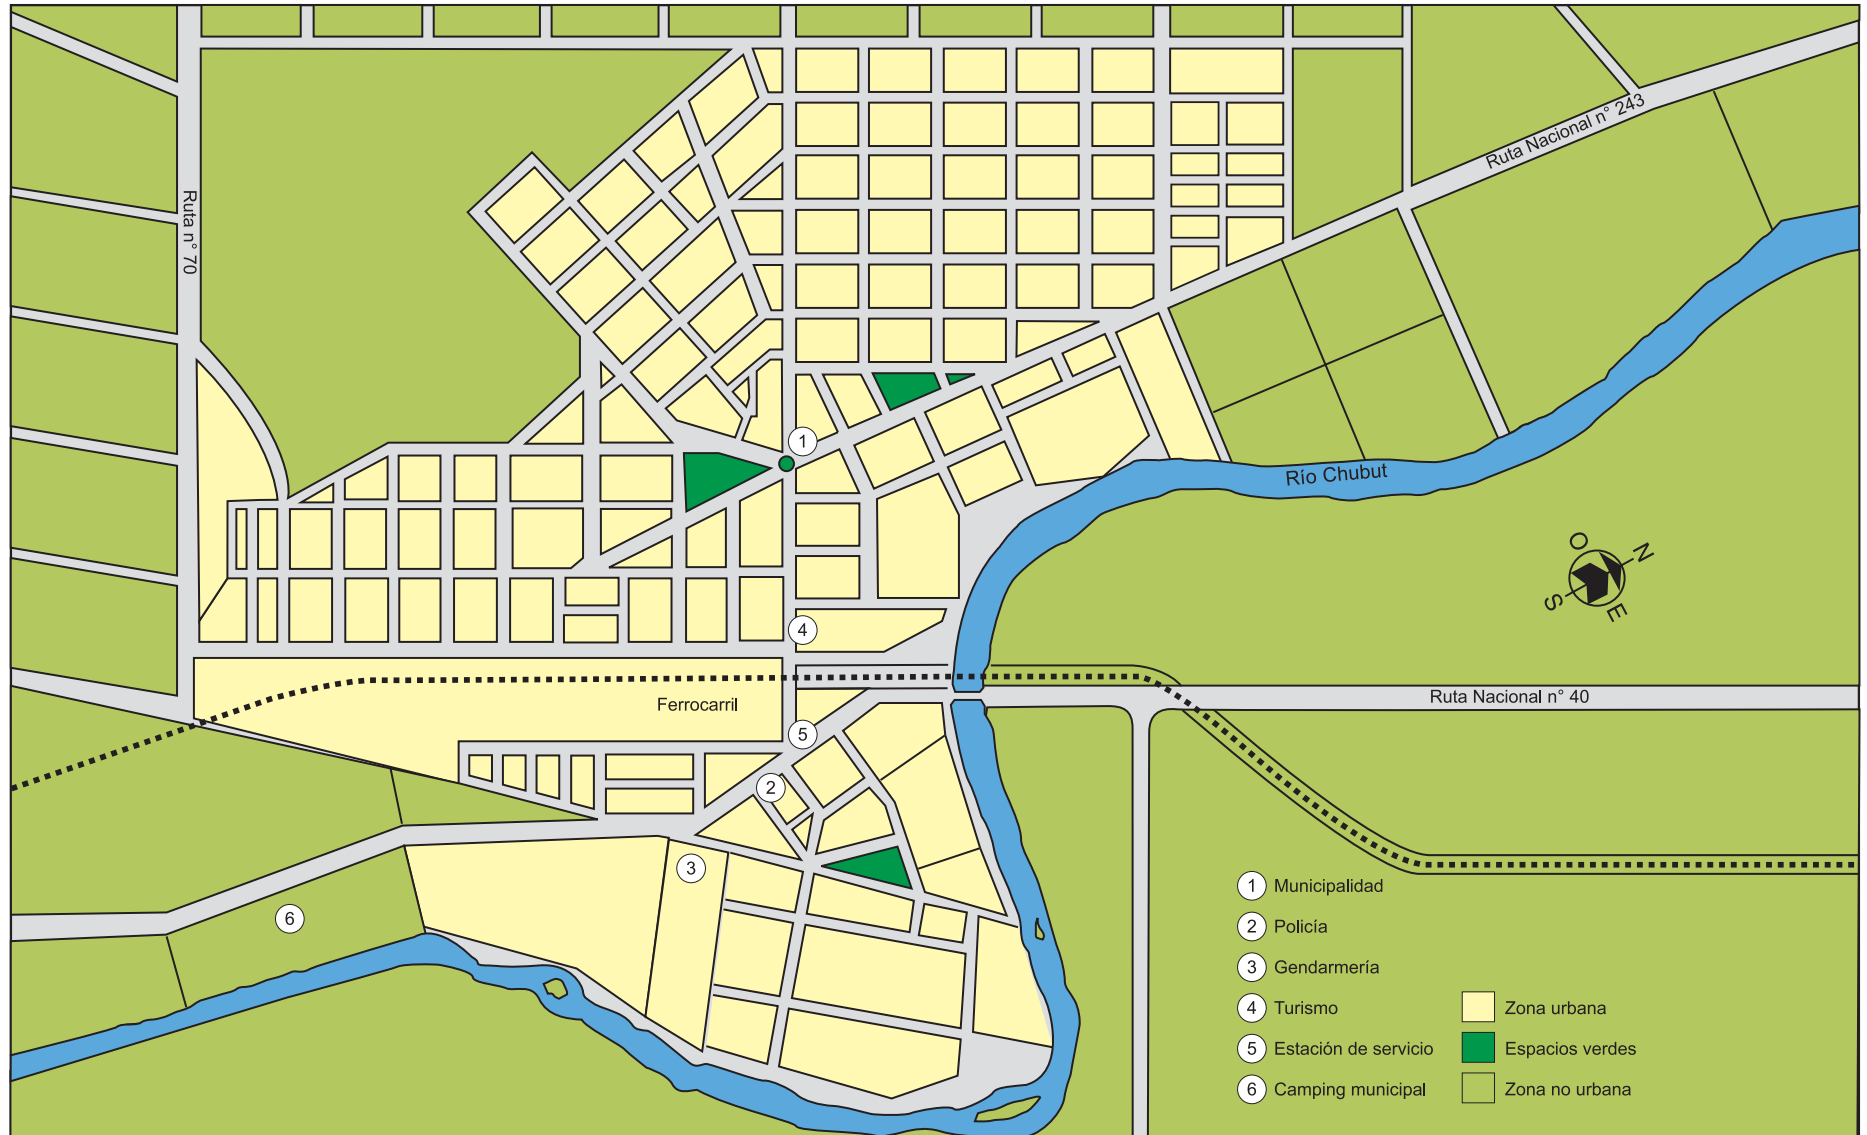 Ruta Nacional n° 243
Ruta n° 70
1
Río Chubut
O
N
S
E
4
Ruta Nacional n° 40
Ferrocarril
5
2
3
6
1 Municipalidad
2 Policía
3 Gendarmería
4 Turismo
5 Estación de servicio
6 Camping municipal
Zona urbana
Espacios verdes
Zona no urbana